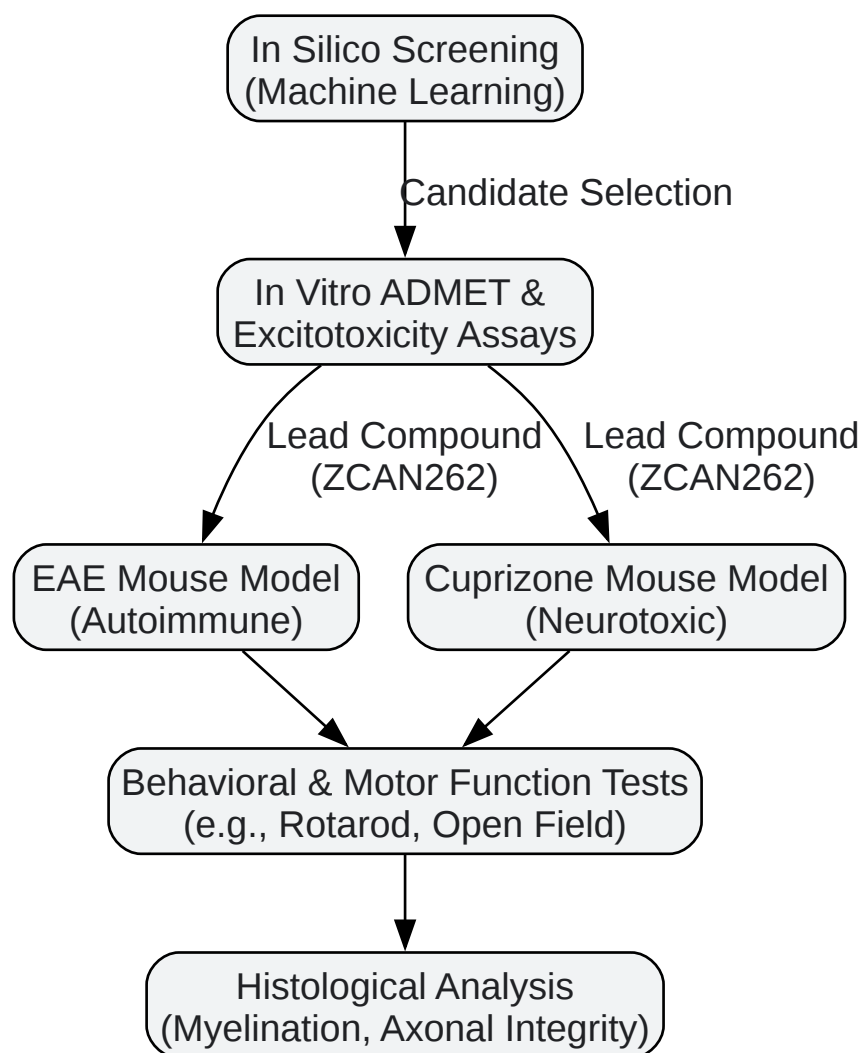 In Silico Screening
(Machine Learning)
Candidate Selection
In Vitro ADMET &
Excitotoxicity Assays
Lead Compound
(ZCAN262)
Lead Compound
(ZCAN262)
EAE Mouse Model
(Autoimmune)
Cuprizone Mouse Model
(Neurotoxic)
Behavioral & Motor Function Tests
(e.g., Rotarod, Open Field)
Histological Analysis
(Myelination, Axonal Integrity)